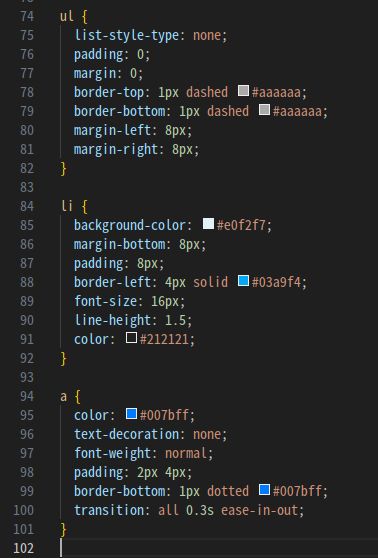 74 ul {
75 list-style-type: none;
76 padding: 0;
77 margin: 0;
78 border-top: 1px dashed #aaaaaa;
79 border-bottom: 1px dashed #aaaaaa;
80 margin-left: 8px;
81 margin-right: 8px;
82 }
83
84 li {
85 background-color: #e0f2f7;
86 margin-bottom: 8px;
87 padding: 8px;
88 border-left: 4px solid #03a9f4;
89 font-size: 16px;
90 line-height: 1.5;
91 color: #212121;
92 }
93
94 a {
95 color: #007bff;
96 text-decoration: none;
97 font-weight: normal;
98 padding: 2px 4px;
99 border-bottom: 1px dotted #007bff;
100 transition: all 0.3s ease-in-out;
101 }
102